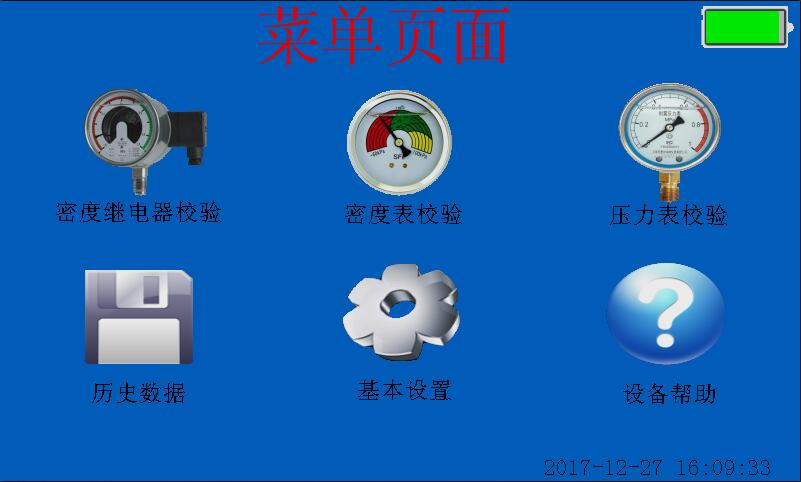 菜单页面
密度继电器校验
密度表校验
压力表校验
历史数据
基本设置
设备帮助
2017-12-27 16:09:33